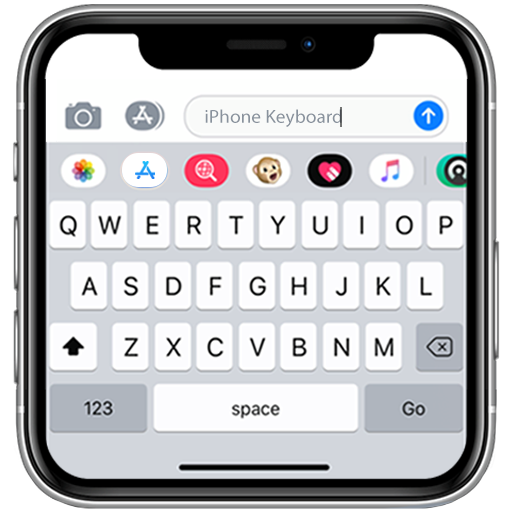 iPhone Keyboard
Q W E R T Y U I O P
A S D F G H J K L
Z X C V B N M
123 space Go